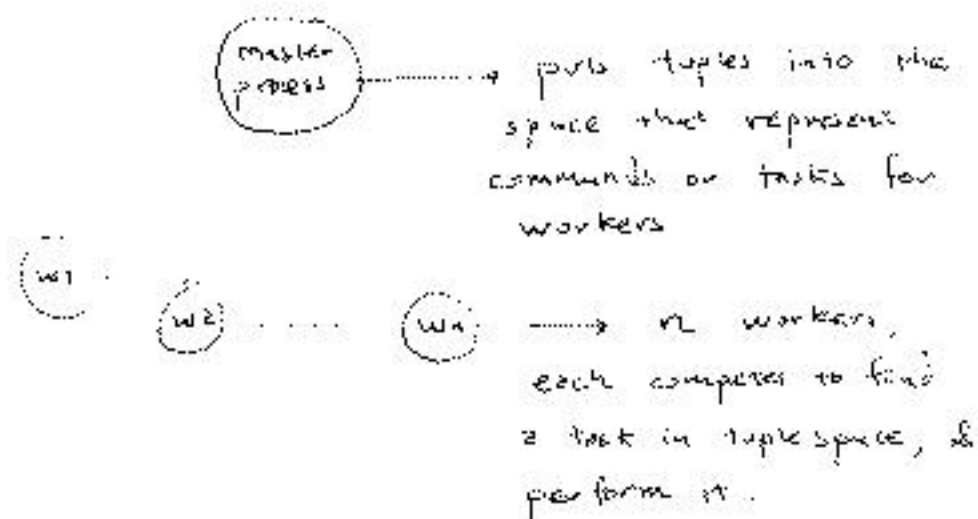 master
process
puts tuples into the
space that represent
commands or tasks for
workers
w1
w2
wn
n workers,
each competes to find
a task in tuple space, &
perform it.